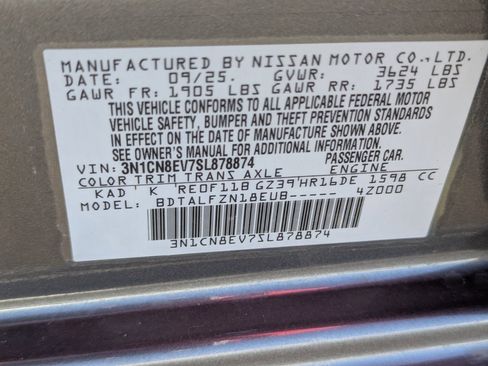 MANUFACTURED BY NISSAN MOTOR CO.,LTD.
DATE: 09/25. GVWR: 3624 LBS
GAWR FR: 1905 LBS GAWR RR: 1735 LBS
THIS VEHICLE CONFORMS TO ALL APPLICABLE FEDERAL MOTOR
VEHICLE SAFETY, BUMPER AND THEFT PREVENTION STANDARDS
IN EFFECT ON THE DATE OF MANUFACTURE SHOWN ABOVE. SEE
OWNER'S MANUAL FOR ADDITIONAL INFORMATION
VIN: 3N1CN8EV7SL878874 PASSENGER CAR
COLOR TRIM TRANS AXLE ENGINE
KAD K RE0F11B GZ39 HR16DE 1598 CC
MODEL: BDTALFZN18EUB----- 4Z000
3N1CN8EV7SL878874